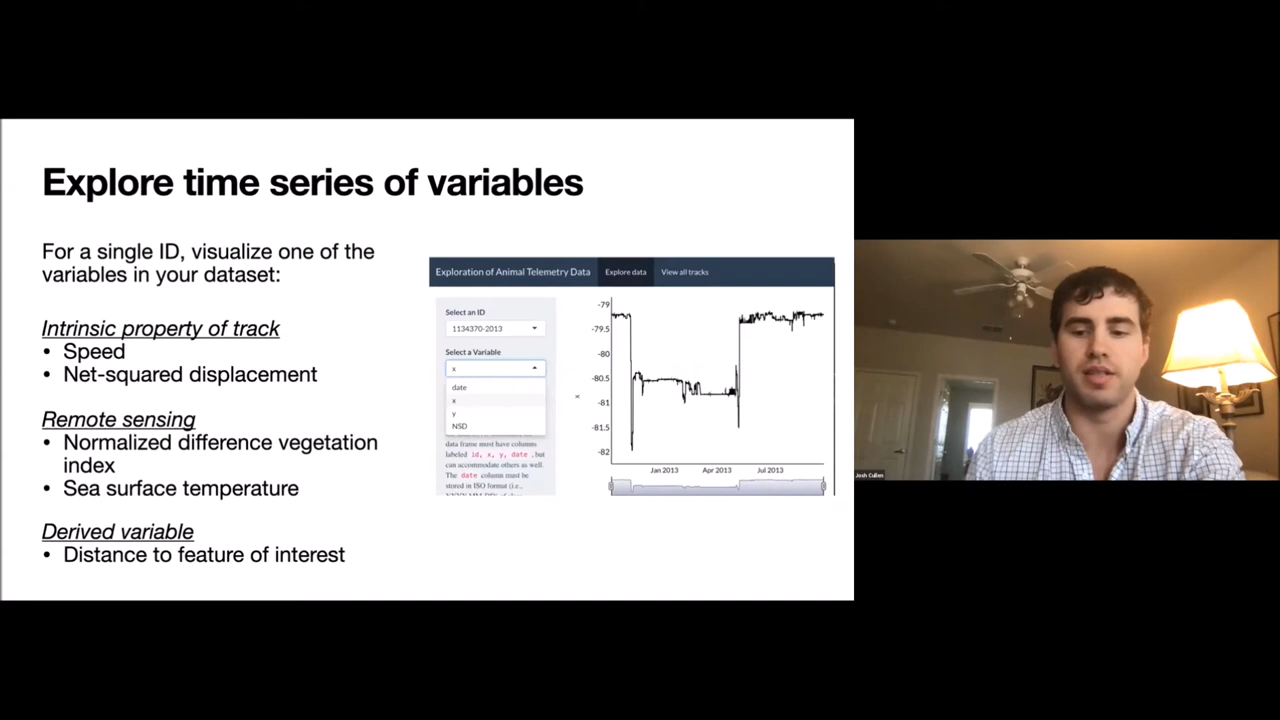 Explore time series of variables
For a single ID, visualize one of the
variables in your dataset:
Intrinsic property of track
• Speed
• Net-squared displacement
Remote sensing
• Normalized difference vegetation
index
• Sea surface temperature
Derived variable
• Distance to feature of interest
Exploration of Animal Telemetry Data
Explore data
View all tracks
Select an ID
1134370-2013
Select a Variable
x
date
x
y
NSD
data frame must have columns
labeled id, x, y, date, but
can accommodate others as well.
The date column must be
stored in ISO format (i.e.,
x
-79
-79.5
-80
-80.5
-81
-81.5
-82
Jan 2013
Apr 2013
Jul 2013
Josh Cullen